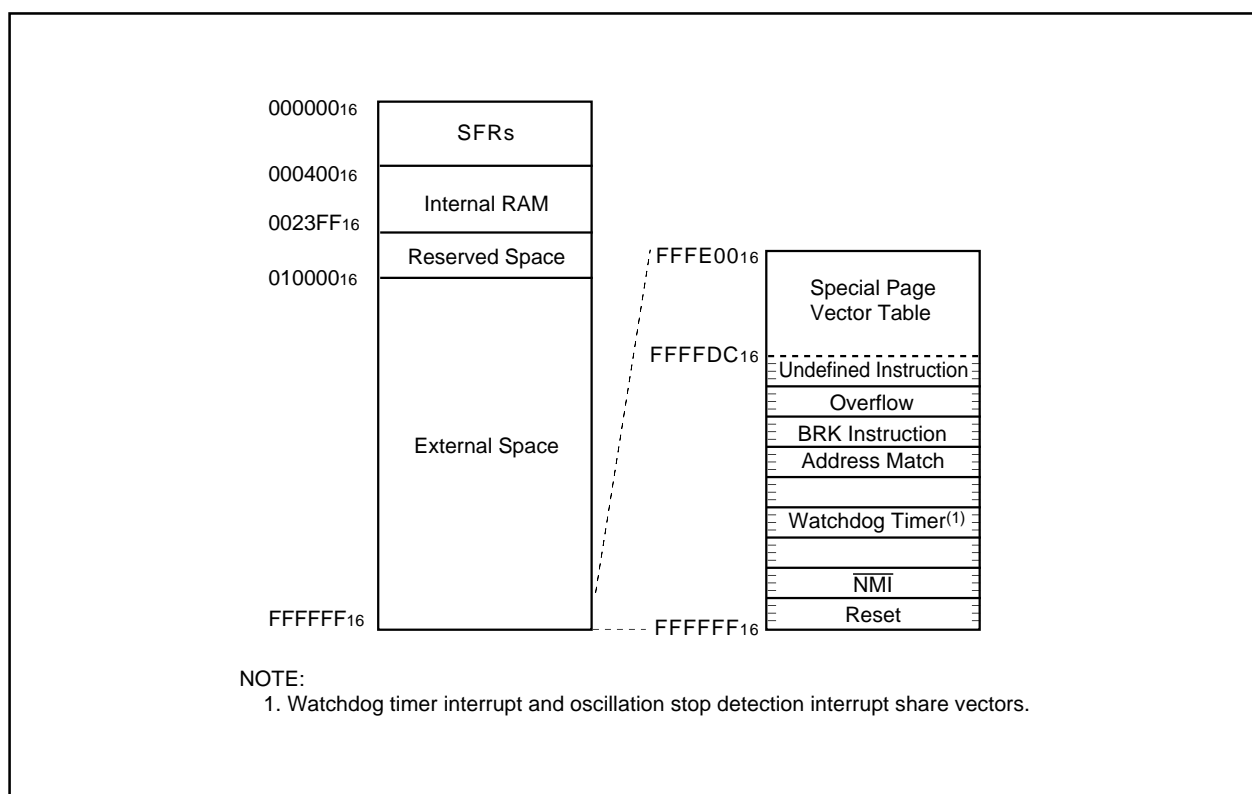 00000016
SFRs
00040016
Internal RAM
0023FF16
Reserved Space
01000016
External Space
FFFFFF16
FFFE0016
Special Page
Vector Table
FFFFDC16
Undefined Instruction
Overflow
BRK Instruction
Address Match
Watchdog Timer(1)
NMI
Reset
FFFFFF16
NOTE:
1. Watchdog timer interrupt and oscillation stop detection interrupt share vectors.